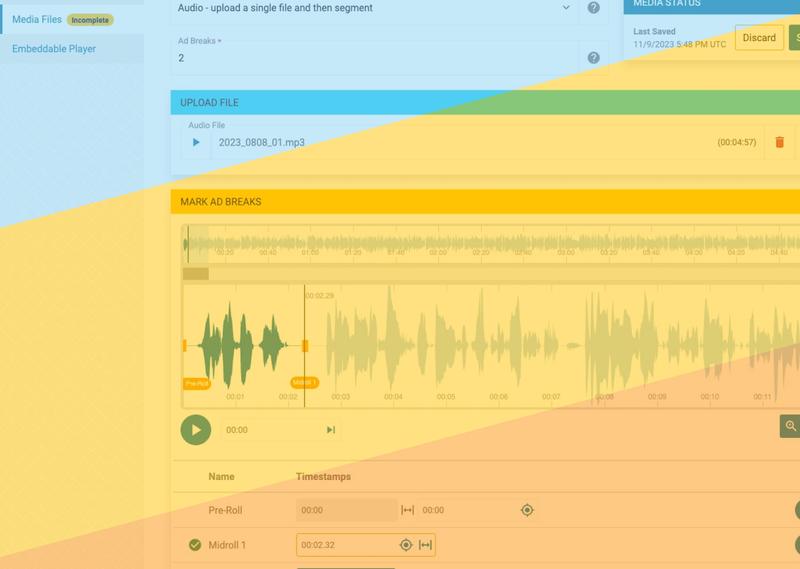 Audio - upload a single file and then segment
MEDIA STATUS
Media Files Incomplete
Last Saved
11/9/2023 5:48 PM UTC
Discard
S
Embeddable Player
Ad Breaks *
2
UPLOAD FILE
Audio File
2023_0808_01.mp3
(00:04:57)
MARK AD BREAKS
00:20 00:40 01:00 01:20 01:40 02:00 02:20 02:40 03:00 03:20 03:40 04:00 04:20 04:40
00:02.29
Pre-Roll
Midroll 1
00:01 00:02 00:03 00:04 00:05 00:06 00:07 00:08 00:09 00:10 00:11
00:00
Name Timestamps
Pre-Roll 00:00 00:00
Midroll 1 00:02.32